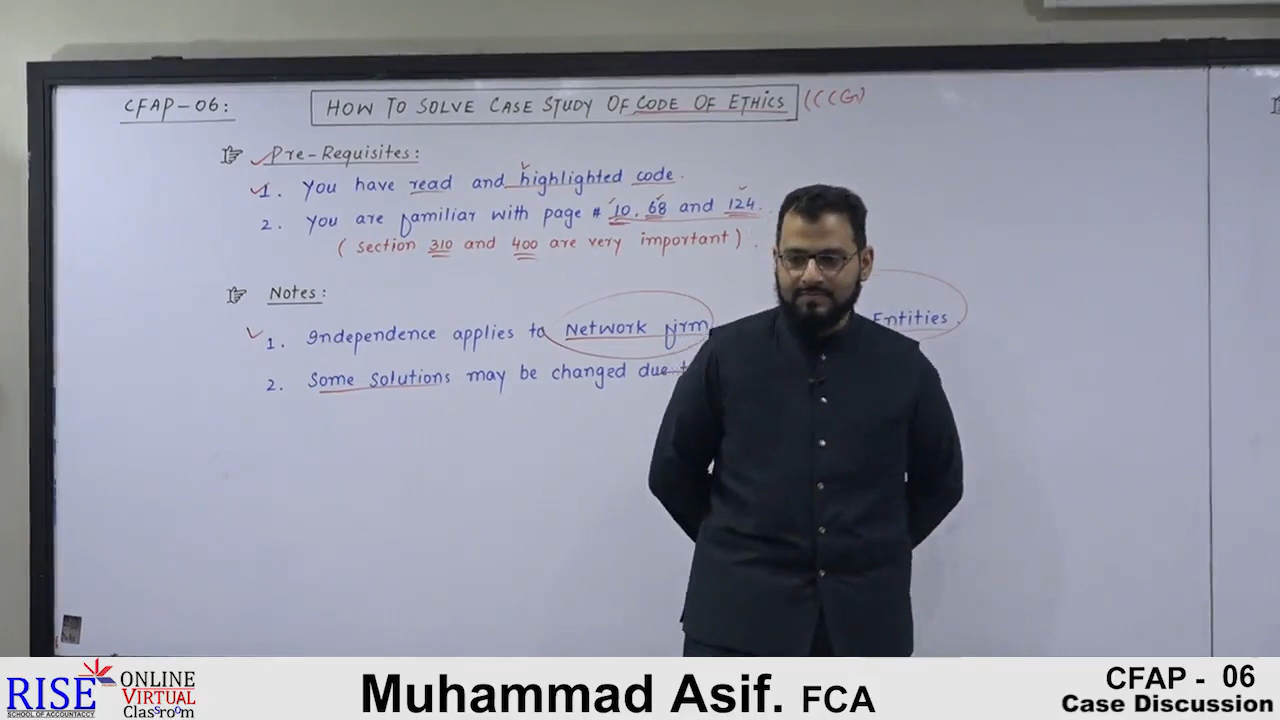 CFAP-06:
HOW TO SOLVE CASE STUDY OF CODE OF ETHICS
Pre-Requisites:
1. You have read and highlighted code.
2. You are familiar with page # 10, 68 and 124.
( section 310 and 400 are very important ).
Notes:
1. Independence applies to Network firm Entities.
2. Some solutions may be changed due
RISE
SCHOOL OF ACCOUNTACCY
ONLINE
VIRTUAL
Classroom
Muhammad Asif. FCA
CFAP - 06
Case Discussion